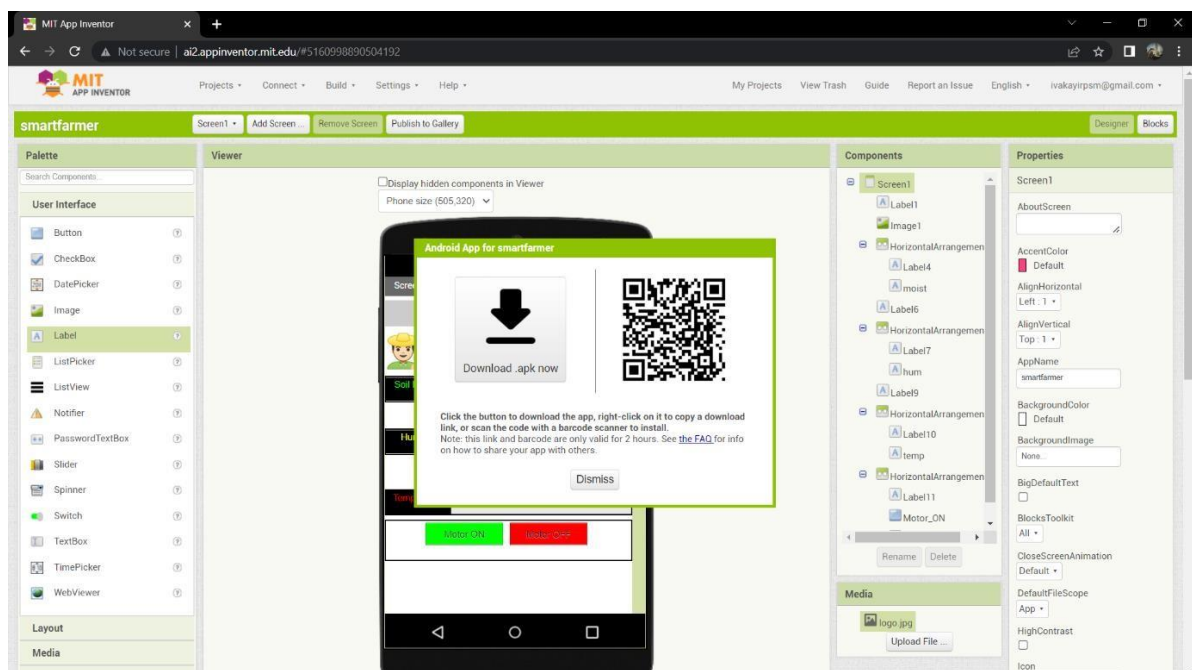 MIT App Inventor
Not secure | ai2.appinventor.mit.edu/#5160998890504192
MIT
APP INVENTOR
Projects Connect Build Settings Help My Projects View Trash Guide Report an Issue English ivakayirpsm@gmail.com
smartfarmer Screen1 Add Screen ... Remove Screen Publish to Gallery Designer Blocks
Palette
Search Components...
User Interface
Button
CheckBox
DatePicker
Image
Label
ListPicker
ListView
Notifier
PasswordTextBox
Slider
Spinner
Switch
TextBox
TimePicker
WebViewer
Layout
Media
Viewer
Display hidden components in Viewer
Phone size (505,320)
Android App for smartfarmer
Download .apk now
Click the button to download the app, right-click on it to copy a download
link, or scan the code with a barcode scanner to install.
Note: this link and barcode are only valid for 2 hours. See the FAQ for info
on how to share your app with others.
Dismiss
Scre
Soil
Hu
Temp
Motor ON Motor OFF
Components
Screen1
Label1
Image1
HorizontalArrangemen
Label4
moist
Label6
HorizontalArrangemen
Label7
hum
Label9
HorizontalArrangemen
Label10
temp
HorizontalArrangemen
Label11
Motor_ON
Rename Delete
Media
logo.jpg
Upload File ...
Properties
Screen1
AboutScreen
AccentColor
Default
AlignHorizontal
Left : 1
AlignVertical
Top : 1
AppName
smartfarmer
BackgroundColor
Default
BackgroundImage
None...
BigDefaultText
BlocksToolkit
All
CloseScreenAnimation
Default
DefaultFileScope
App
HighContrast
Icon